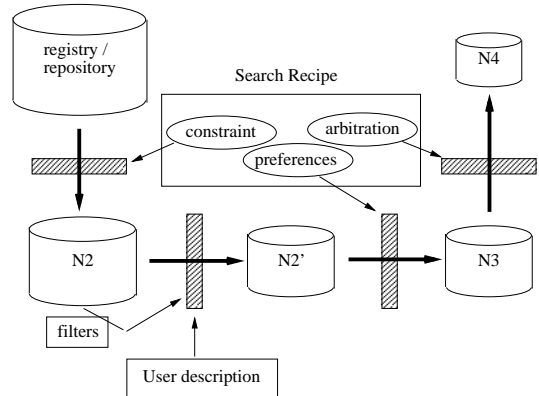 registry /
repository
N4
Search Recipe
constraint
arbitration
preferences
N2
N2'
N3
filters
User description